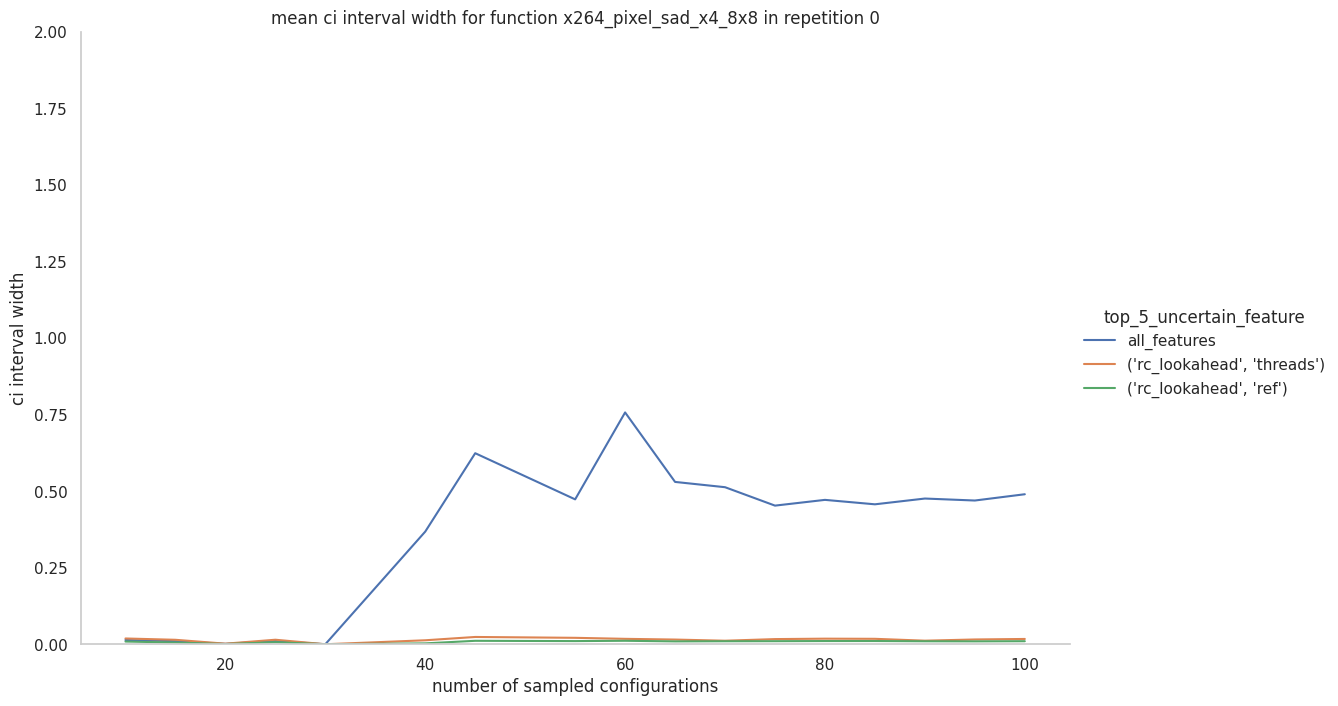 mean ci interval width for function x264_pixel_sad_x4_8x8 in repetition 0
2.00
1.75
1.50
1.25
1.00
0.75
0.50
0.25
0.00
ci interval width
20
40
60
80
100
number of sampled configurations
top_5_uncertain_feature
all_features
('rc_lookahead', 'threads')
('rc_lookahead', 'ref')